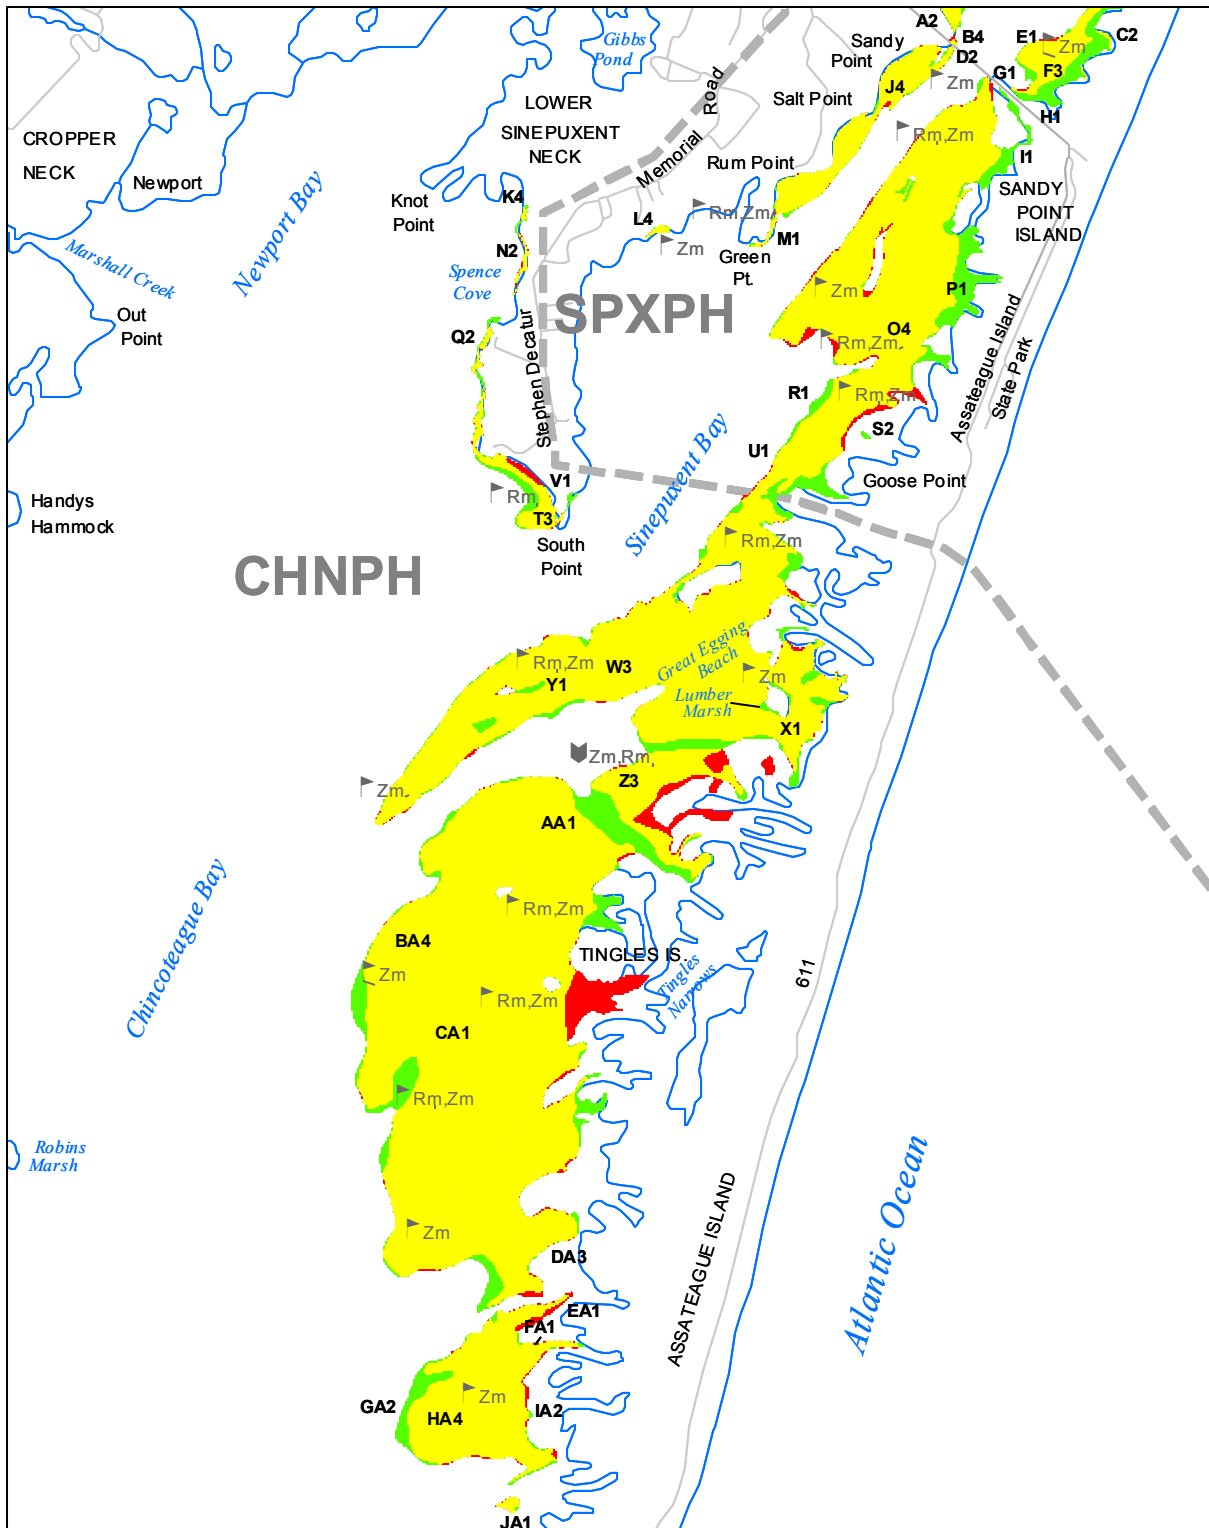 A2
B4
E1
C2
Gibbs
Pond
Sandy
Point
D2
Zm
F3
G1
Zm
J4
H1
Salt Point
LOWER
SINEPUXENT
NECK
Memorial Road
Rm,Zm
CROPPER
NECK
Newport
Rum Point
I1
SANDY
POINT
ISLAND
Knot
Point
K4
L4
Rm,Zm
Zm
M1
Green
Pt.
Newport Bay
Marshall Creek
N2
Spence
Cove
Out
Point
Zm
P1
SPXPH
O4
Rm,Zm
Q2
Stephen Decatur
Assateague Island
State Park
R1
Rm,Zm
S2
U1
Sinepuxent Bay
Goose Point
Handys
Hammock
Rm
V1
T3
South
Point
Rm,Zm
CHNPH
Great Egging
Beach
Rm,Zm
W3
Y1
Zm
Lumber
Marsh
X1
Zm,Rm,
Z3
Zm
AA1
Rm,Zm
BA4
Zm
TINGLES IS.
Tingles
Narrows
Chincoteague Bay
Rm,Zm
CA1
611
Rm,Zm
Robins
Marsh
Zm
DA3
ASSATEAGUE ISLAND
Atlantic Ocean
EA1
FA1
Zm
GA2
HA4
IA2
JA1